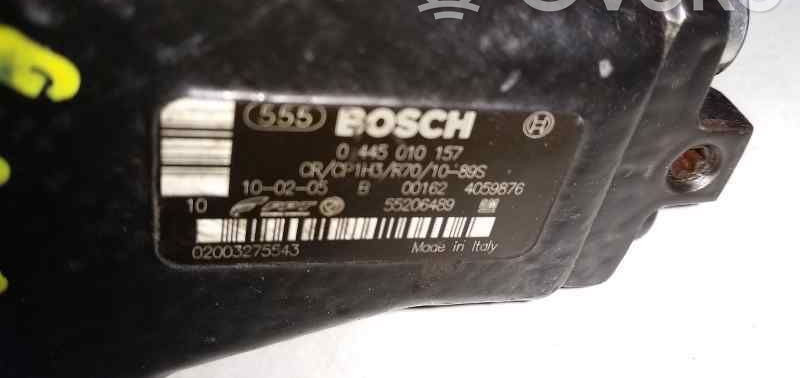 555 BOSCH
0 445 010 157
CR/CP1H3/R70/10-89S
10-02-05 B 00162 4059876
10 55206489 GM
02003275543 Made in Italy